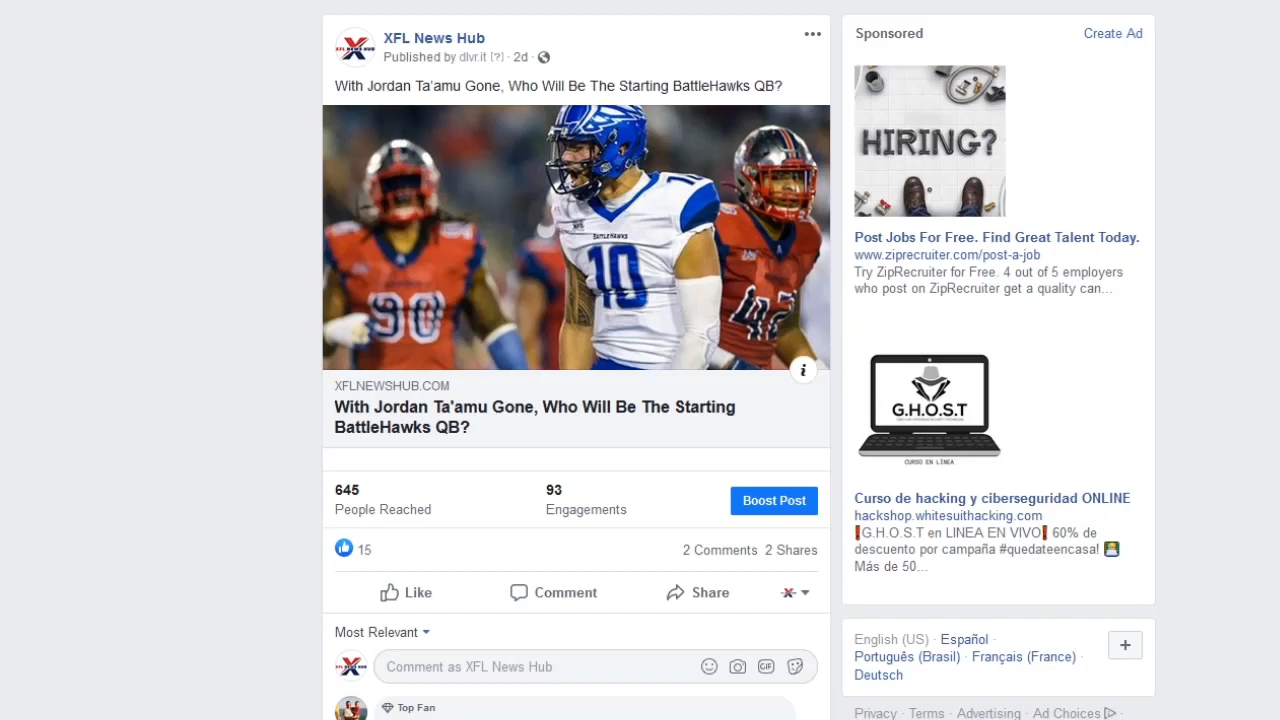 XFL News Hub
Published by dlvr.it [?] · 2d ·
With Jordan Ta'amu Gone, Who Will Be The Starting BattleHawks QB?
BATTLEHAWKS
10
90
42
XFLNEWSHUB.COM
With Jordan Ta'amu Gone, Who Will Be The Starting
BattleHawks QB?
645
People Reached
93
Engagements
Boost Post
15
2 Comments 2 Shares
Like
Comment
Share
Most Relevant
Comment as XFL News Hub
GIF
Top Fan
Sponsored
Create Ad
HIRING?
Post Jobs For Free. Find Great Talent Today.
www.ziprecruiter.com/post-a-job
Try ZipRecruiter for Free. 4 out of 5 employers
who post on ZipRecruiter get a quality can...
G.H.O.S.T
CURSO EN LÍNEA
Curso de hacking y ciberseguridad ONLINE
hackshop.whitesuithacking.com
❗G.H.O.S.T en LINEA EN VIVO❗ 60% de
descuento por campaña #quedateencasa!
Más de 50...
English (US) · Español ·
Português (Brasil) · Français (France) ·
Deutsch
Privacy · Terms · Advertising · Ad Choices ·